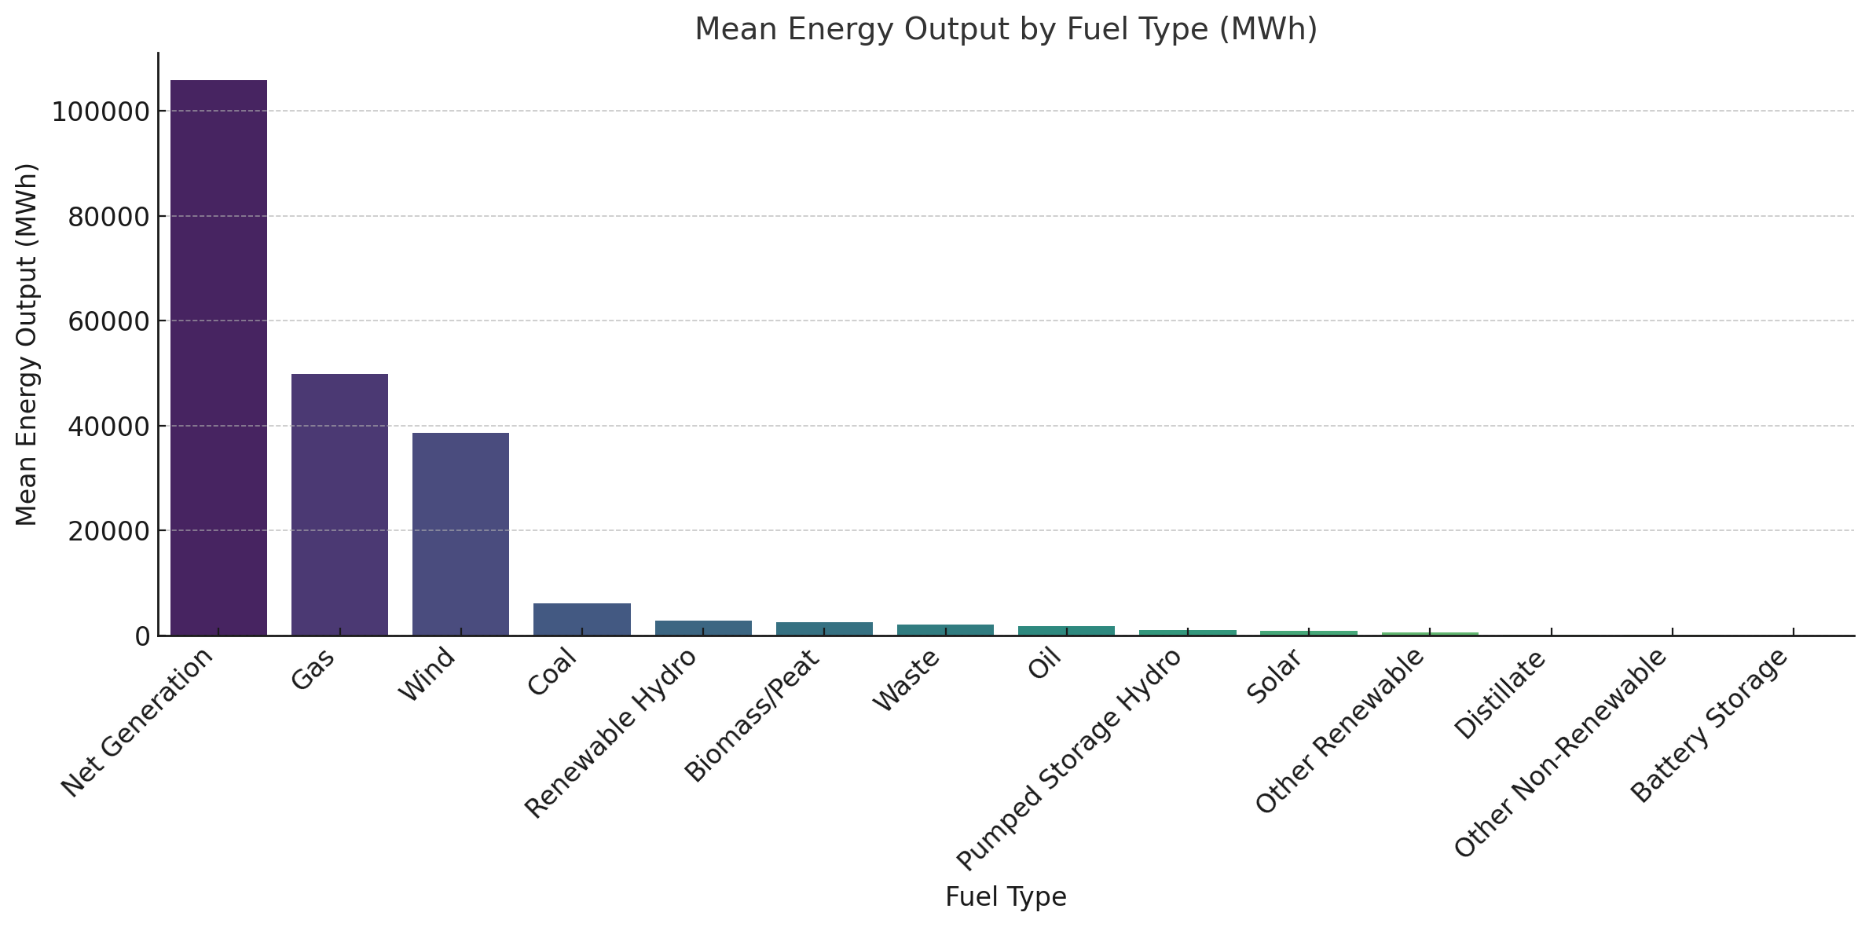 Mean Energy Output by Fuel Type (MWh)
Mean Energy Output (MWh)
100000
80000
60000
40000
20000
0
Net Generation
Gas
Wind
Coal
Renewable Hydro
Biomass/Peat
Waste
Oil
Pumped Storage Hydro
Solar
Other Renewable
Distillate
Other Non-Renewable
Battery Storage
Fuel Type